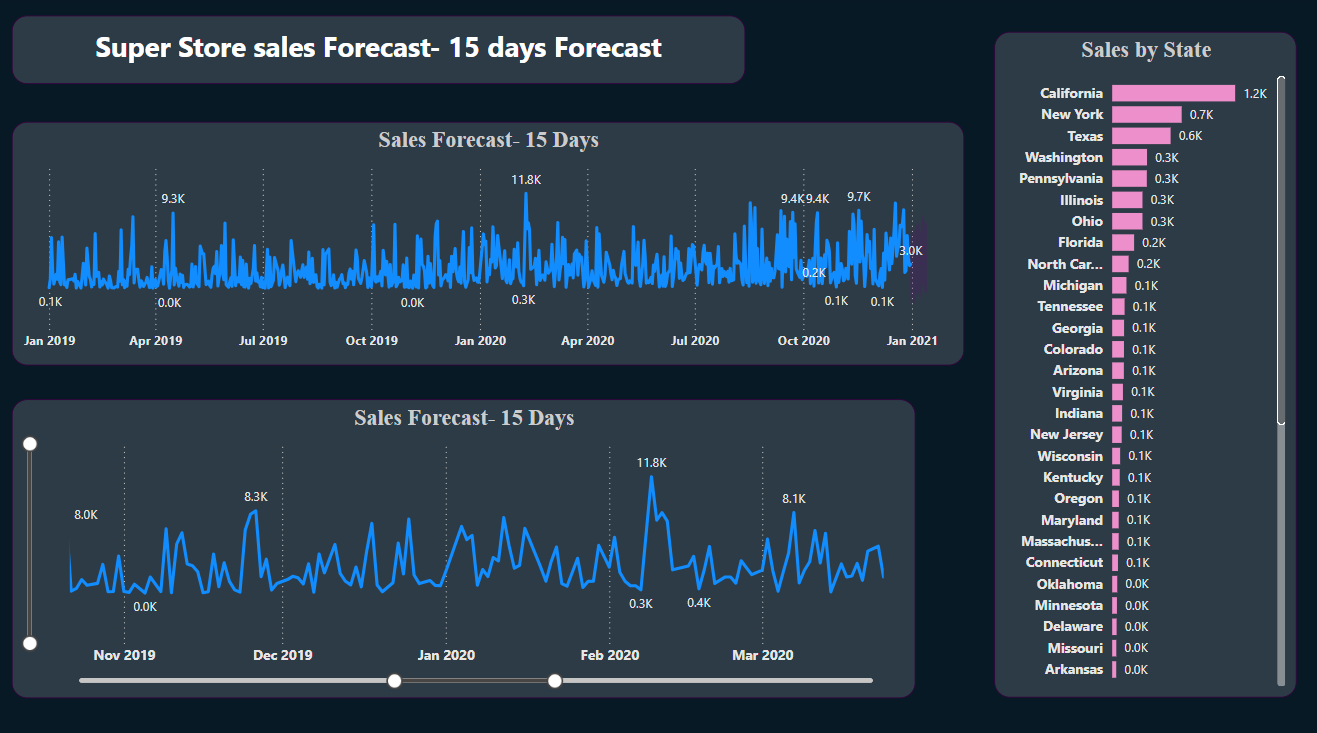 Super Store sales Forecast- 15 days Forecast
Sales Forecast- 15 Days
11.8K
9.3K
9.4K 9.4K
9.7K
3.0K
0.2K
0.1K
0.0K
0.0K
0.3K
0.1K
0.1K
Jan 2019 Apr 2019 Jul 2019 Oct 2019 Jan 2020 Apr 2020 Jul 2020 Oct 2020 Jan 2021
Sales Forecast- 15 Days
11.8K
8.3K
8.1K
8.0K
0.0K
0.3K
0.4K
Nov 2019 Dec 2019 Jan 2020 Feb 2020 Mar 2020
Sales by State
California 1.2K
New York 0.7K
Texas 0.6K
Washington 0.3K
Pennsylvania 0.3K
Illinois 0.3K
Ohio 0.3K
Florida 0.2K
North Car... 0.2K
Michigan 0.1K
Tennessee 0.1K
Georgia 0.1K
Colorado 0.1K
Arizona 0.1K
Virginia 0.1K
Indiana 0.1K
New Jersey 0.1K
Wisconsin 0.1K
Kentucky 0.1K
Oregon 0.1K
Maryland 0.1K
Massachus... 0.1K
Connecticut 0.1K
Oklahoma 0.0K
Minnesota 0.0K
Delaware 0.0K
Missouri 0.0K
Arkansas 0.0K